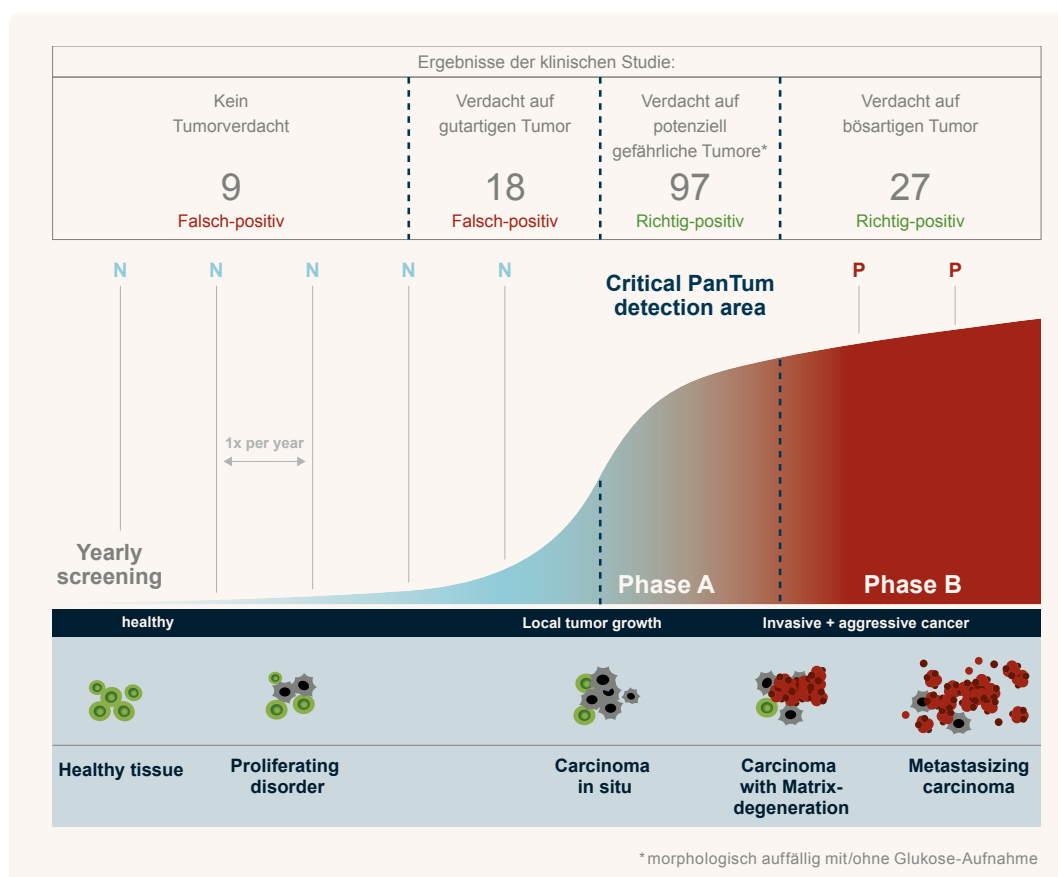 Ergebnisse der klinischen Studie:
Kein
Tumorverdacht
9
Falsch-positiv
Verdacht auf
gutartigen Tumor
18
Falsch-positiv
Verdacht auf
potenziell
gefährliche Tumore*
97
Richtig-positiv
Verdacht auf
bösartigen Tumor
27
Richtig-positiv
N N N N N P P
Critical PanTum
detection area
1x per year
Yearly
screening
Phase A Phase B
healthy Local tumor growth Invasive + aggressive cancer
Healthy tissue
Proliferating
disorder
Carcinoma
in situ
Carcinoma
with Matrix-
degeneration
Metastasizing
carcinoma
*morphologisch auffällig mit/ohne Glukose-Aufnahme